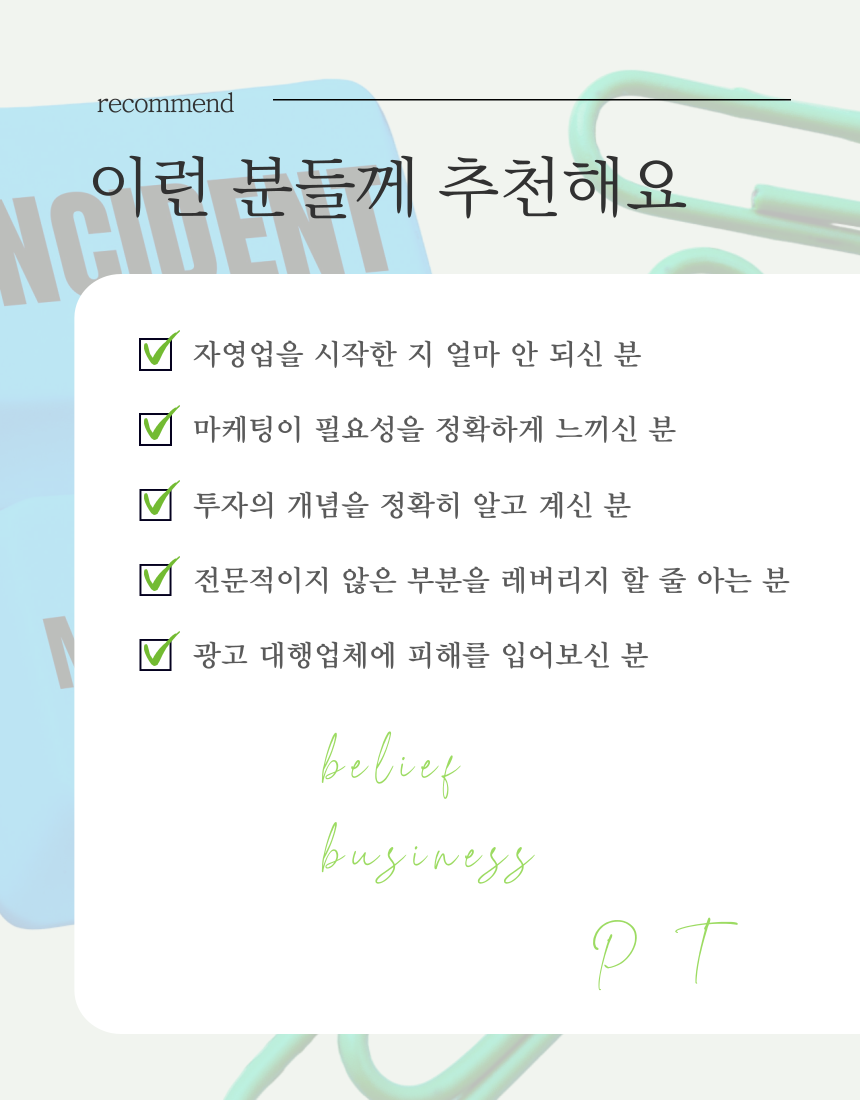 recommend
이런 분들께 추천해요
INCIDENT
자영업을 시작한 지 얼마 안 되신 분
마케팅이 필요성을 정확하게 느끼신 분
투자의 개념을 정확히 알고 계신 분
전문적이지 않은 부분을 레버리지 할 줄 아는 분
광고 대행업체에 피해를 입어보신 분
belief
business
P T